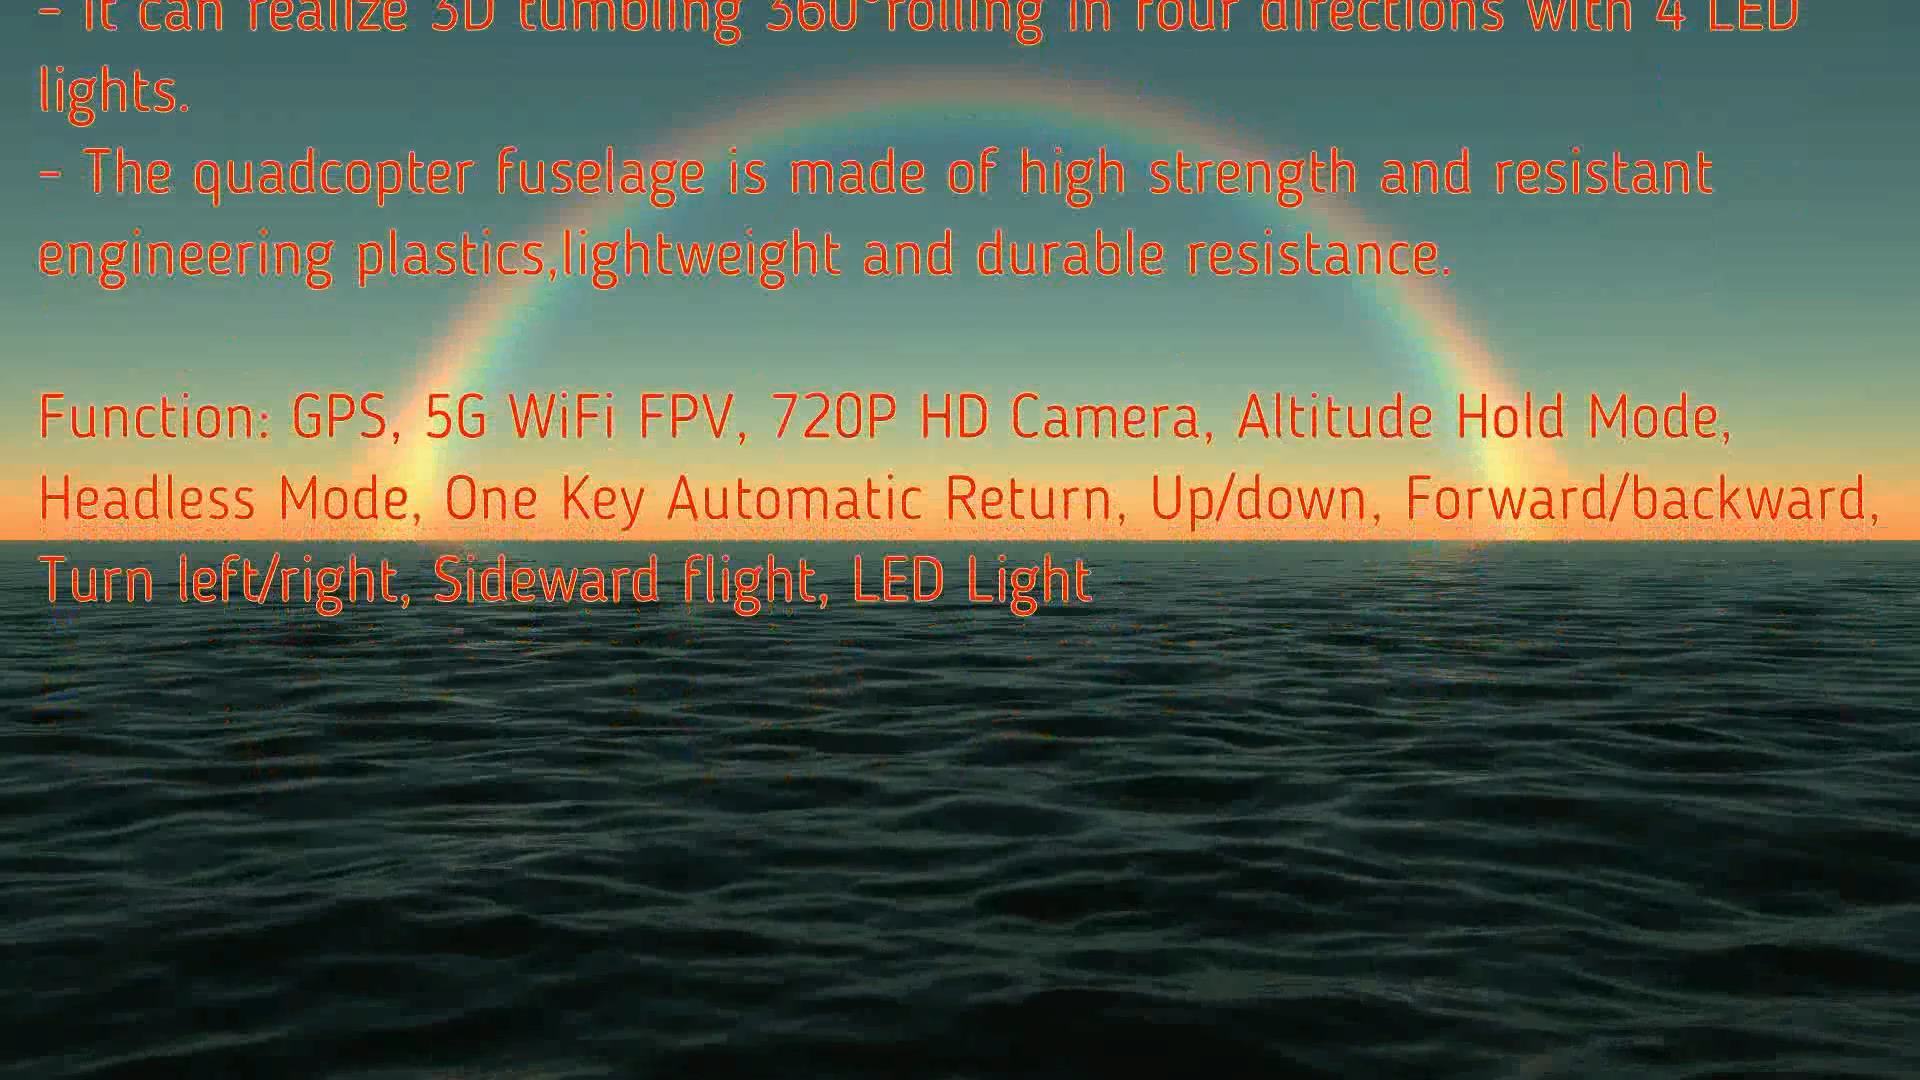 - It can realize 3D tumbling 360°rolling in four directions with 4 LED
lights.
- The quadcopter fuselage is made of high strength and resistant
engineering plastics,lightweight and durable resistance.
Function: GPS, 5G WiFi FPV, 720P HD Camera, Altitude Hold Mode,
Headless Mode, One Key Automatic Return, Up/down, Forward/backward,
Turn left/right, Sideward flight, LED Light